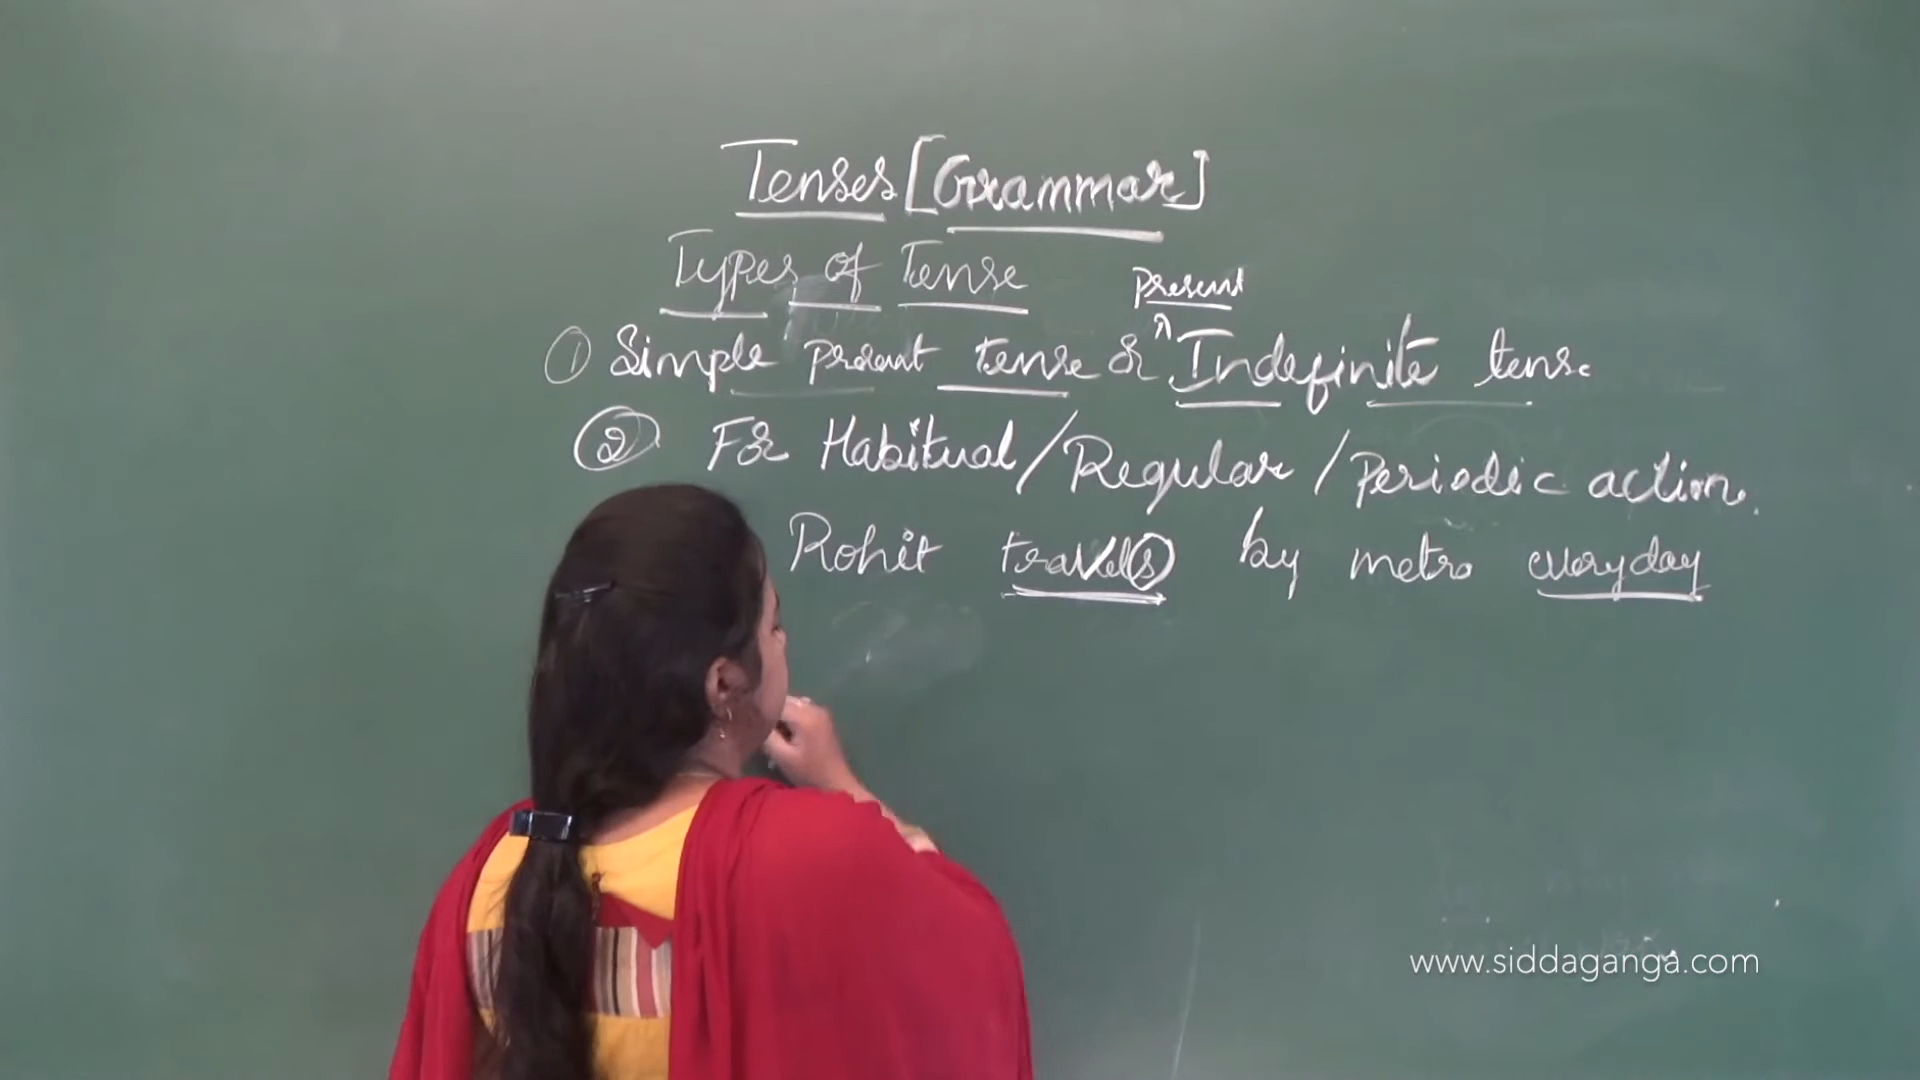 Tenses [Grammar]
Types of Tense
present
① Simple present tense or ^ Indefinite tense
② For Habitual/Regular/Periodic action.
Rohit travels by metro everyday
www.siddaganga.com